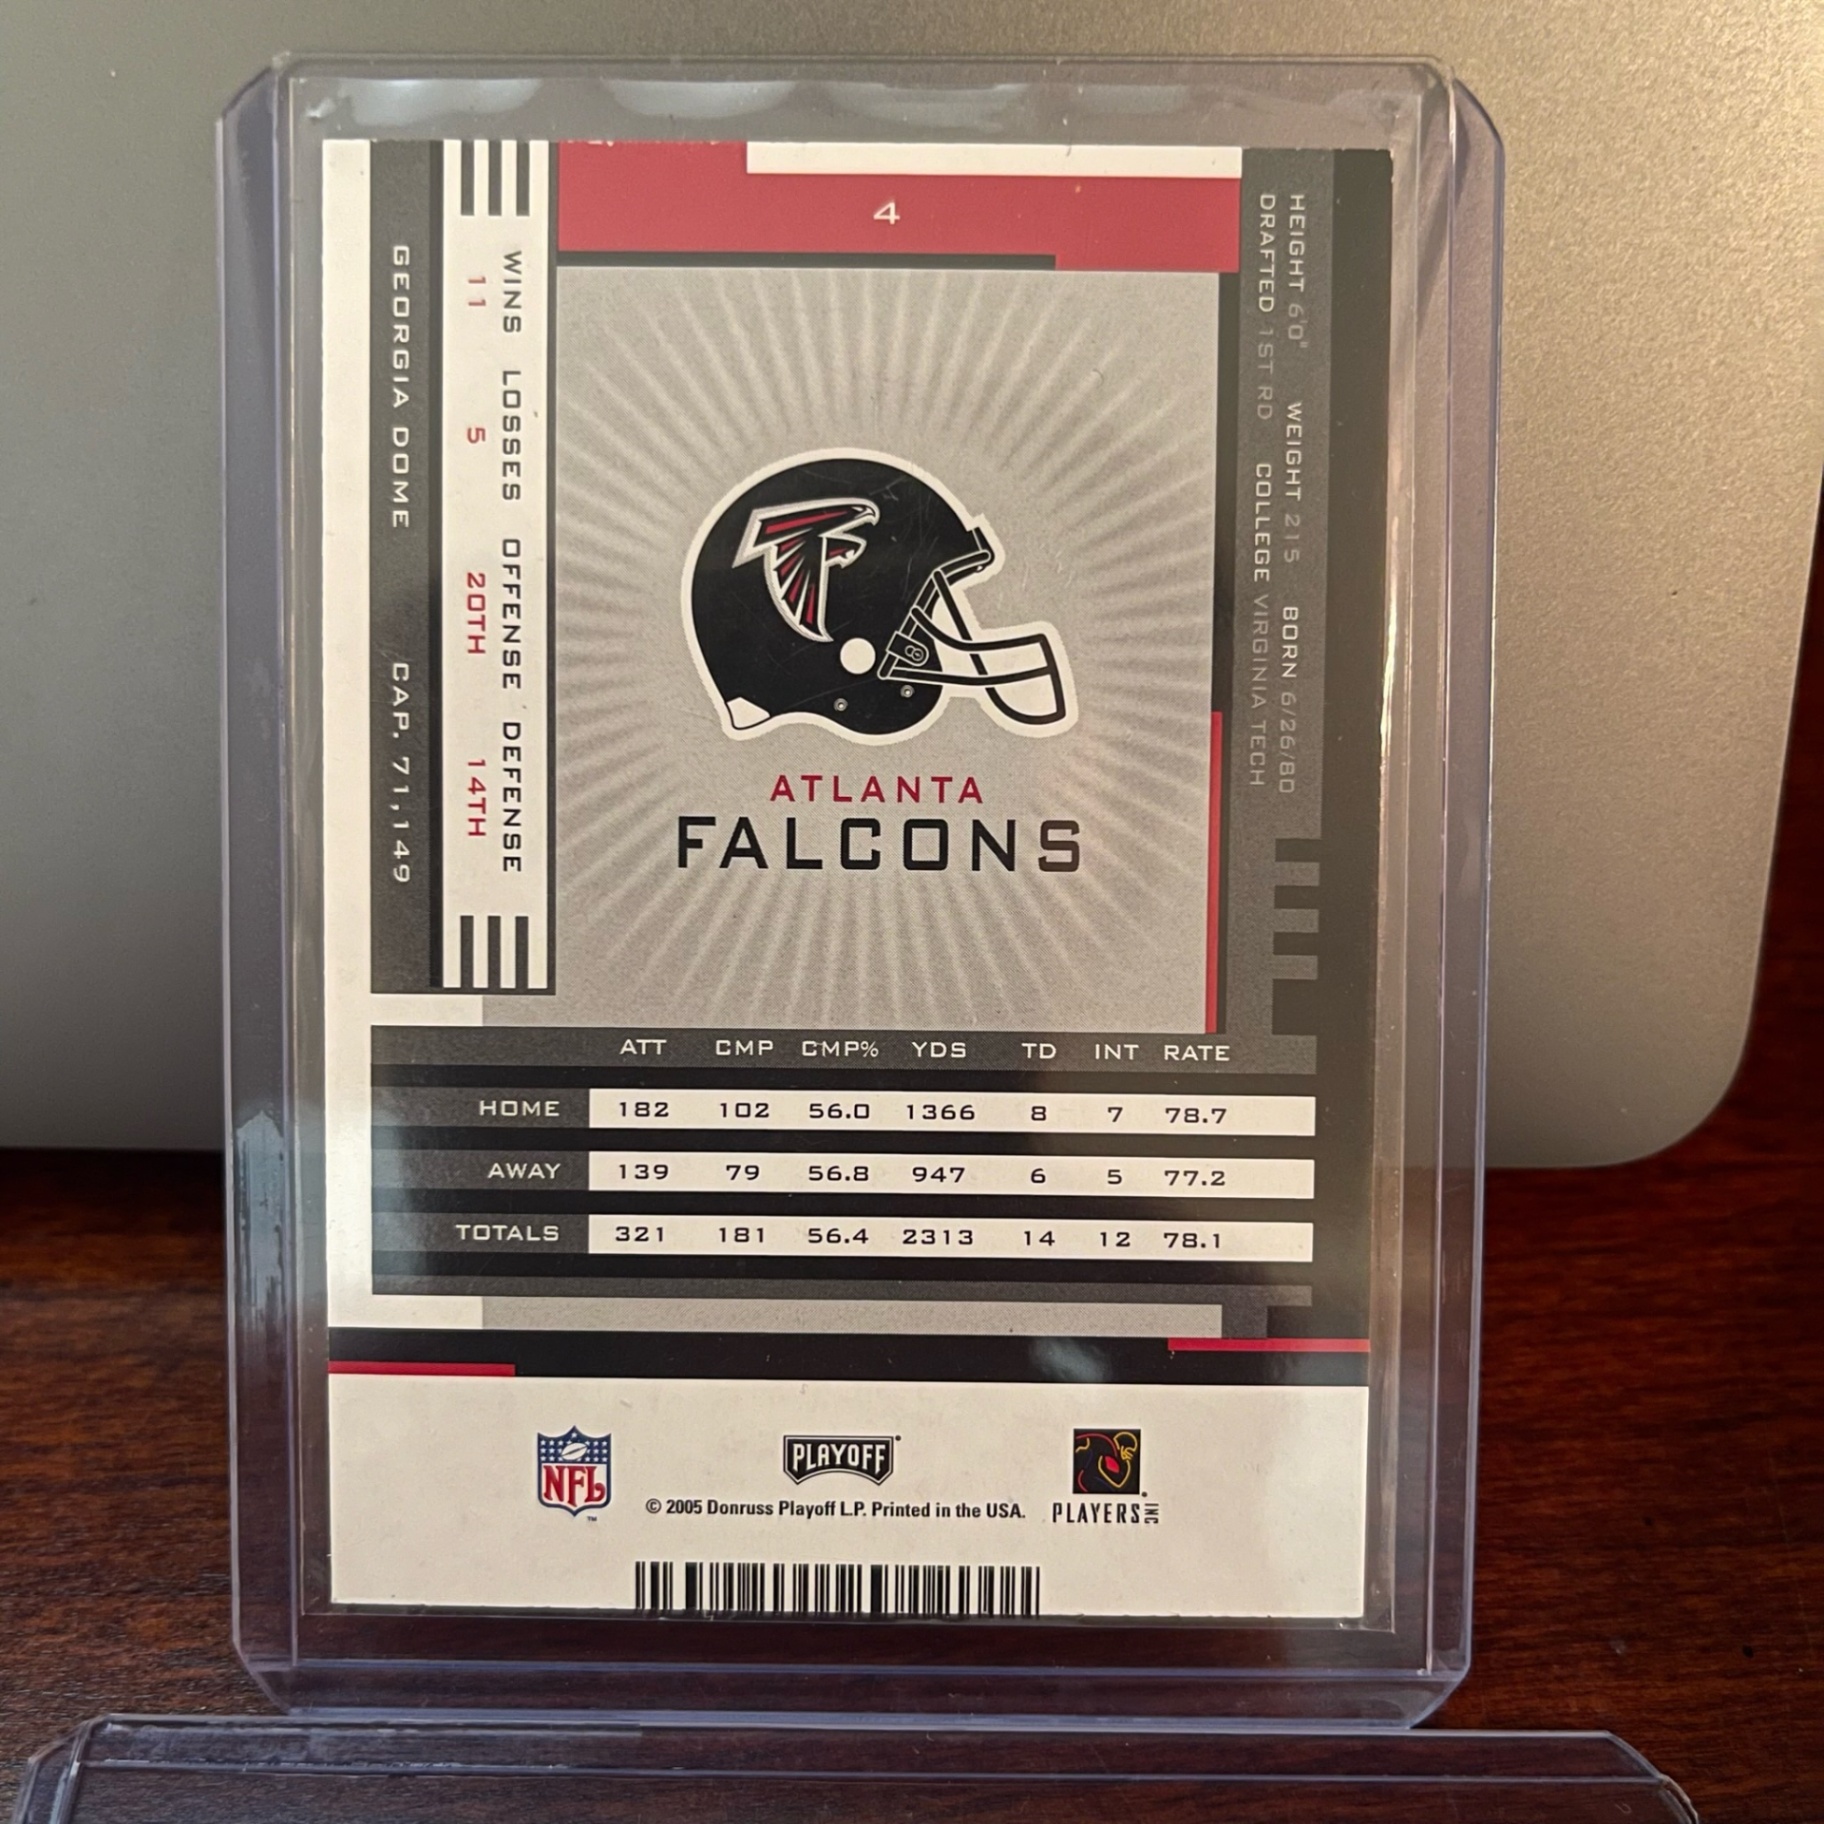 4
HEIGHT 6'0" WEIGHT 215 BORN 6/26/80
DRAFTED 1ST RD COLLEGE VIRGINIA TECH
WINS LOSSES OFFENSE DEFENSE
11 5 20TH 14TH
GEORGIA DOME CAP. 71,149
ATLANTA
FALCONS
ATT CMP CMP% YDS TD INT RATE
HOME 182 102 56.0 1366 8 7 78.7
AWAY 139 79 56.8 947 6 5 77.2
TOTALS 321 181 56.4 2313 14 12 78.1
NFL
PLAYOFF
© 2005 Donruss Playoff L.P. Printed in the USA.
PLAYERS INC